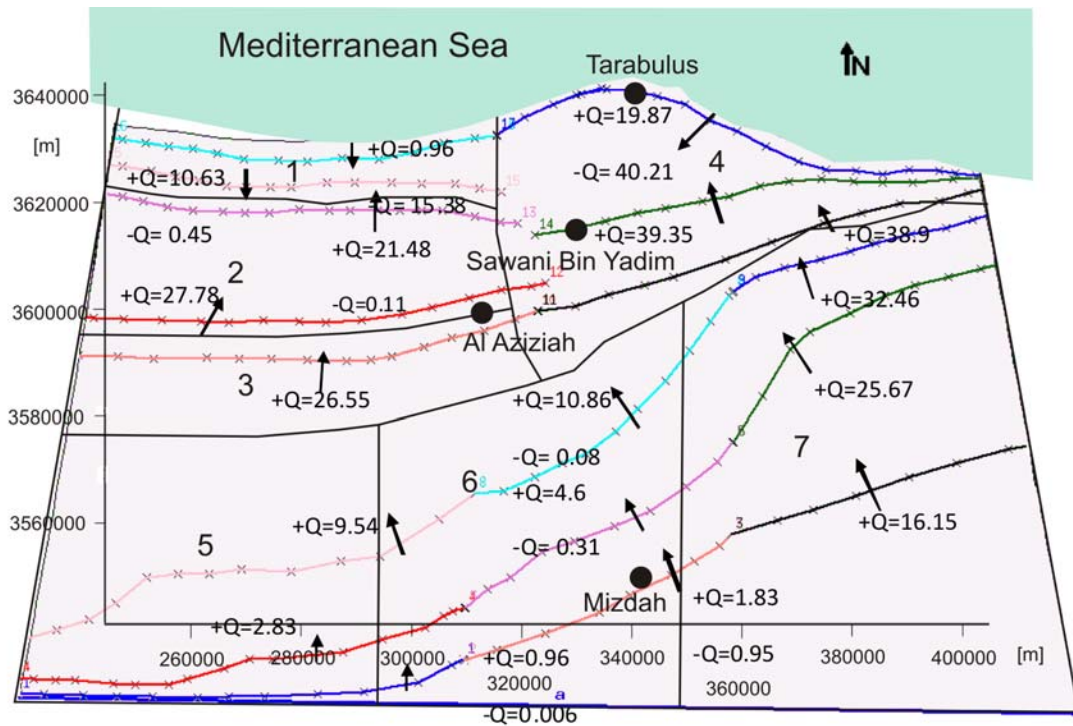 Mediterranean Sea
Tarabulus
N
3640000
[m]
+Q=19.87
6
17
+Q=0.96
+Q=10.63
1
15
-Q= 40.21
4
3620000
-Q= 15.38
13
14
-Q= 0.45
+Q=21.48
+Q=39.35
+Q=38.9
Sawani Bin Yadim
2
12
9
+Q=27.78
-Q=0.11
+Q=32.46
3600000
11
Al Aziziah
3
+Q=26.55
+Q=10.86
+Q=25.67
3580000
5
7
-Q= 0.08
6
8
+Q=4.6
3560000
+Q=9.54
+Q=16.15
5
-Q= 0.31
3
Mizdah
4
+Q=1.83
+Q=2.83
1
+Q=0.96
-Q=0.95
260000
280000
300000
340000
380000
400000
[m]
320000
360000
a
-Q=0.006